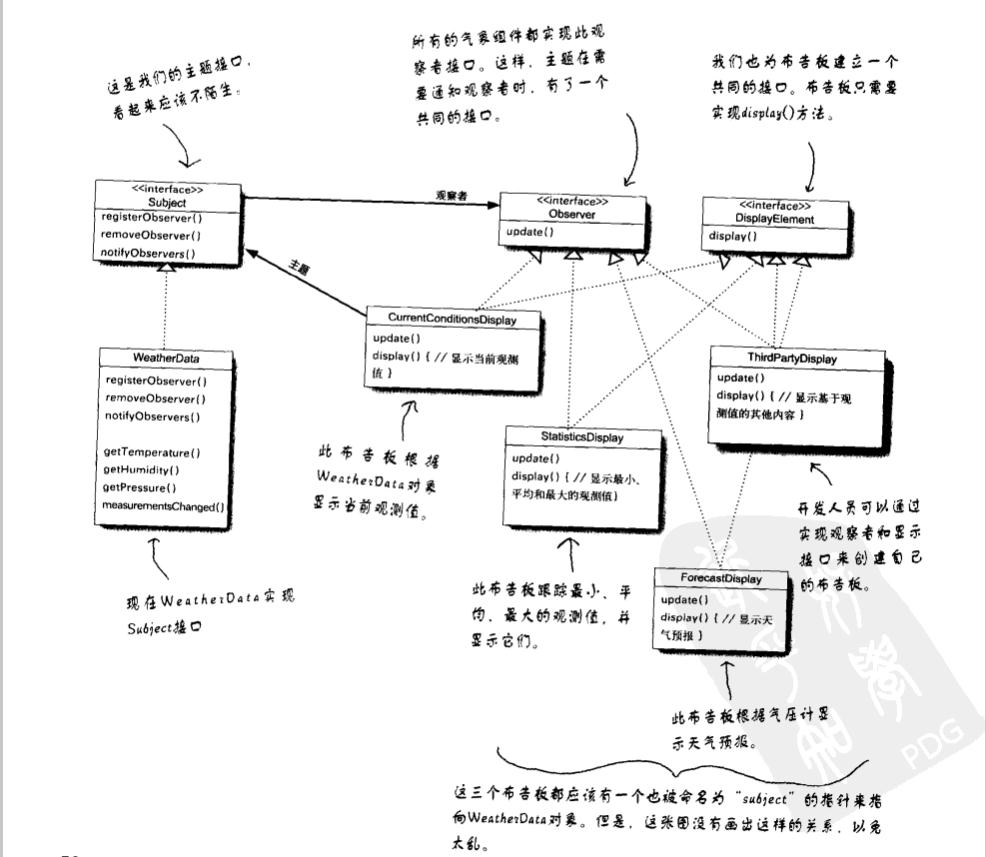 这是我们的主题接口，
看起来应该不陌生。
所有的气象组件都实现此观
察者接口。这样，主题在需
要通知观察者时，有了一个
共同的接口。
我们也为布告板建立一个
共同的接口。布告板只需要
实现display()方法。
<<interface>>
Subject
registerObserver()
removeObserver()
notifyObservers()
观察者
<<interface>>
Observer
update()
<<interface>>
DisplayElement
display()
主题
WeatherData
registerObserver()
removeObserver()
notifyObservers()
getTemperature()
getHumidity()
getPressure()
measurementsChanged()
CurrentConditionsDisplay
update()
display() { // 显示当前观测
值 }
ThirdPartyDisplay
update()
display() { // 显示基于观
测值的其他内容 }
StatisticsDisplay
update()
display() { // 显示最小、
平均和最大的观测值}
此布告板根据
WeatherData对象
显示当前观测值。
开发人员可以通过
实现观察者和显示
接口来创建自己
的布告板。
ForecastDisplay
update()
display() { // 显示天
气预报 }
现在WeatherData实现
Subject接口
此布告板跟踪最小、平
均、最大的观测值，并
显示它们。
此布告板根据气压计显
示天气预报。
PDG
这三个布告板都应该有一个也被命名为“subject”的指针来指
向WeatherData对象。但是，这张图没有画出这样的关系，以免
太乱。